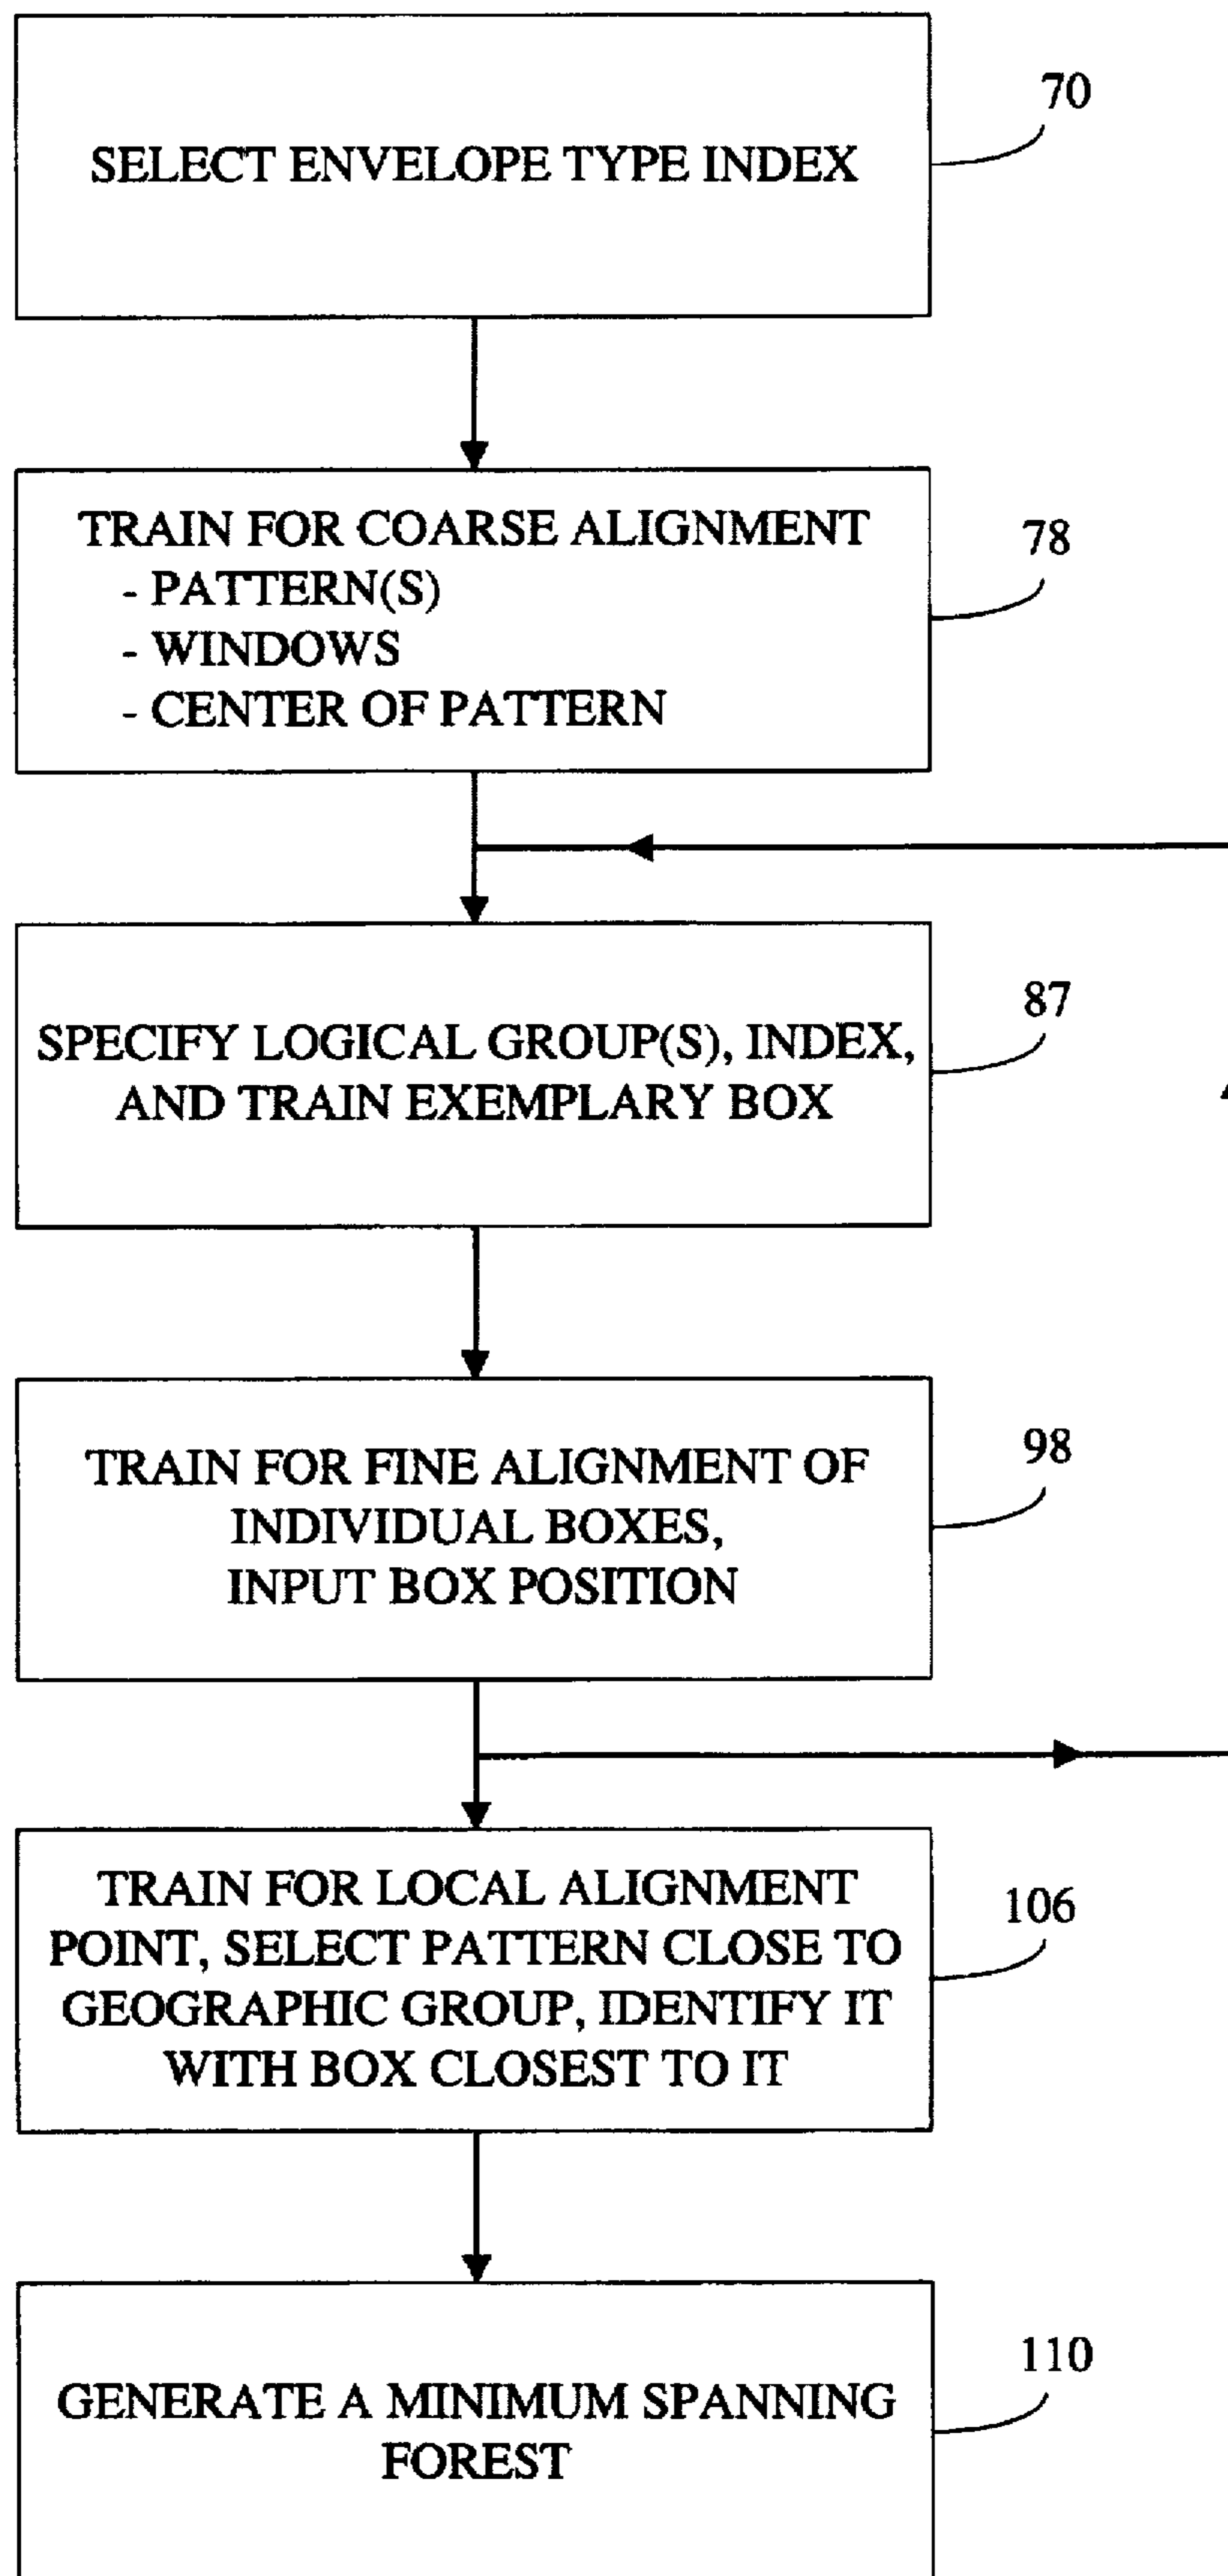 70
SELECT ENVELOPE TYPE INDEX
TRAIN FOR COARSE ALIGNMENT
- PATTERN(S)
- WINDOWS
- CENTER OF PATTERN
78
SPECIFY LOGICAL GROUP(S), INDEX,
AND TRAIN EXEMPLARY BOX
87
TRAIN FOR FINE ALIGNMENT OF
INDIVIDUAL BOXES,
INPUT BOX POSITION
98
TRAIN FOR LOCAL ALIGNMENT
POINT, SELECT PATTERN CLOSE TO
GEOGRAPHIC GROUP, IDENTIFY IT
WITH BOX CLOSEST TO IT
106
GENERATE A MINIMUM SPANNING
FOREST
110